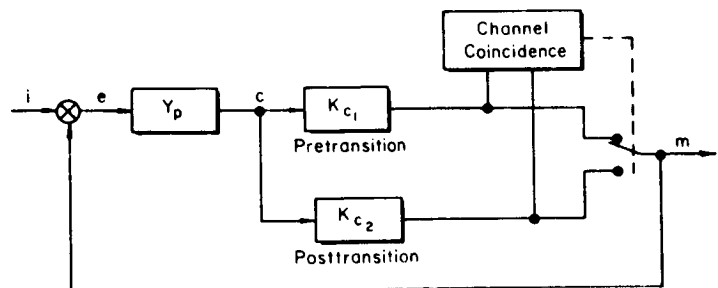 Channel
Coincidence
i
e
Yp
c
Kc1
Pretransition
m
Kc2
Posttransition